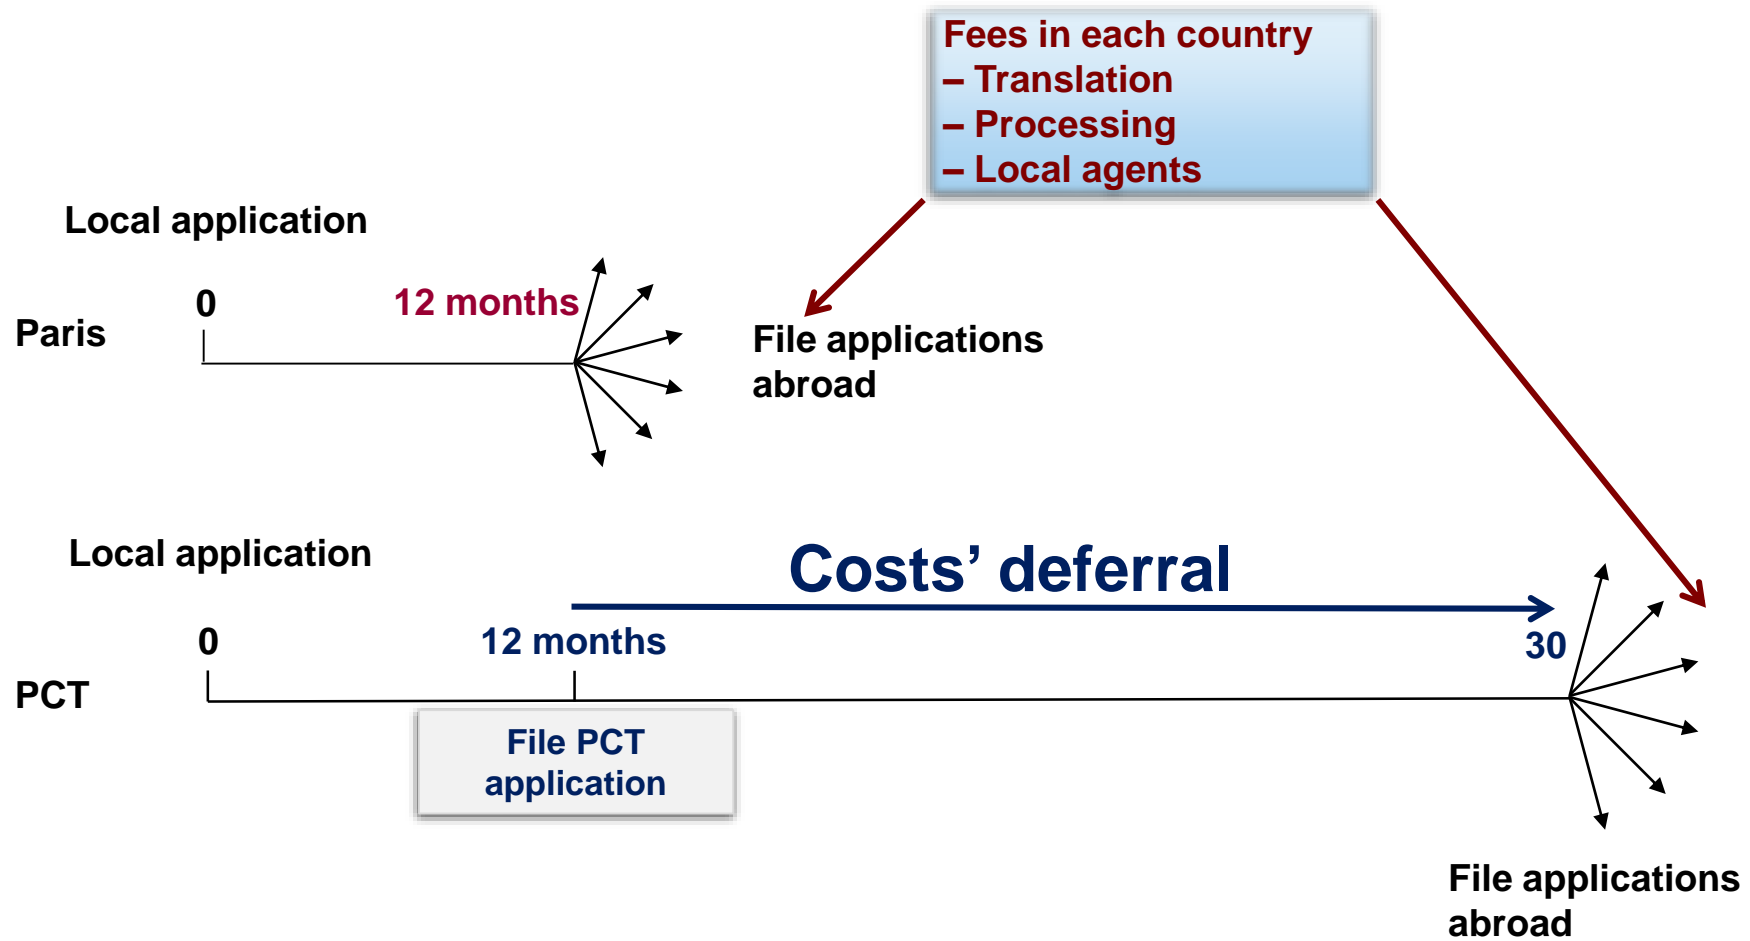 Fees in each country
– Translation
– Processing
– Local agents
Local application
0
12 months
Paris
File applications
abroad
Local application
Costs’ deferral
0
12 months
30
PCT
File PCT
application
File applications
abroad